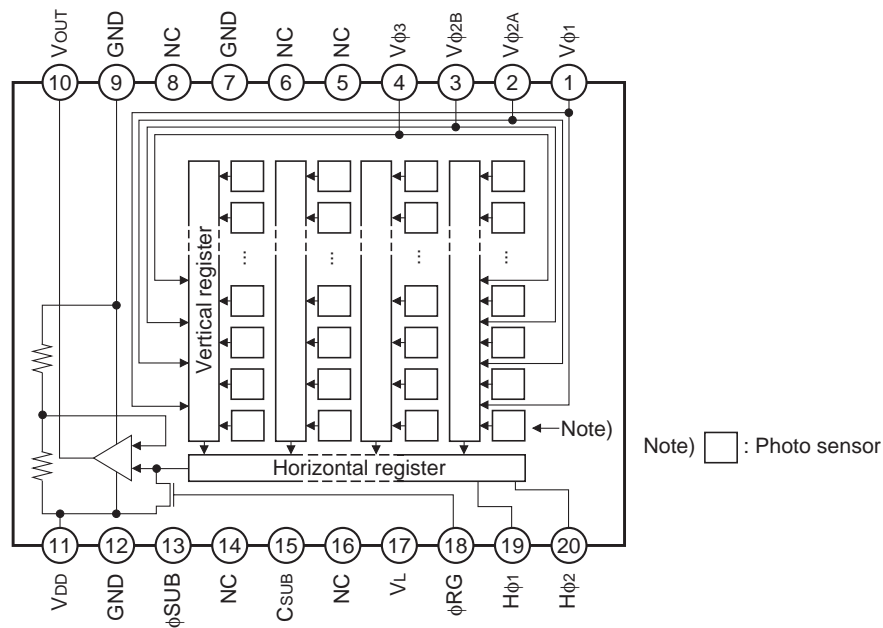 VOUT
GND
NC
GND
NC
NC
Vϕ3
Vϕ2B
Vϕ2A
Vϕ1
10
9
8
7
6
5
4
3
2
1
...
...
...
...
Vertical register
Note)
Note) : Photo sensor
Horizontal register
11
12
13
14
15
16
17
18
19
20
VDD
GND
ϕSUB
NC
CSUB
NC
VL
ϕRG
Hϕ1
Hϕ2